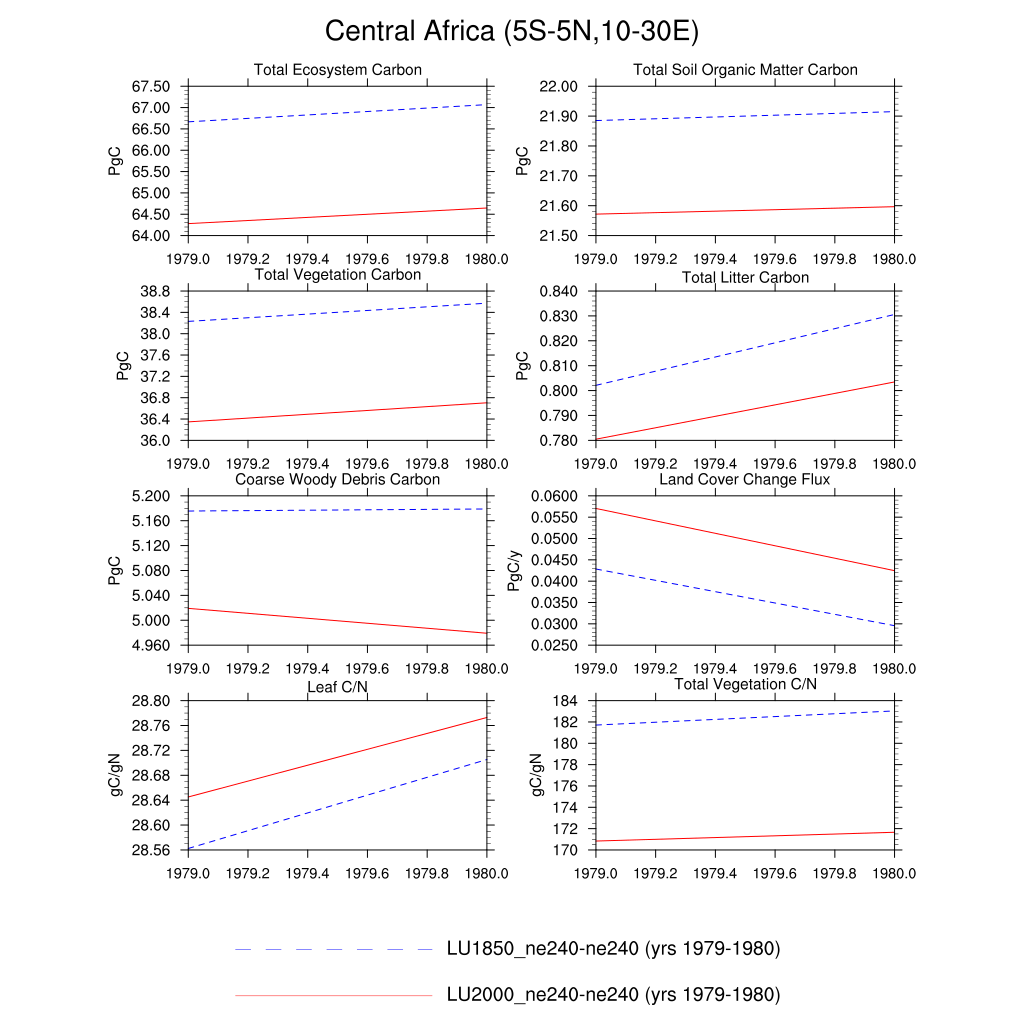 Central Africa (5S-5N,10-30E)
Total Ecosystem Carbon
67.50
67.00
66.50
66.00
65.50
65.00
64.50
64.00
PgC
1979.0 1979.2 1979.4 1979.6 1979.8 1980.0
Total Soil Organic Matter Carbon
22.00
21.90
21.80
21.70
21.60
21.50
PgC
1979.0 1979.2 1979.4 1979.6 1979.8 1980.0
Total Vegetation Carbon
38.8
38.4
38.0
37.6
37.2
36.8
36.4
36.0
PgC
1979.0 1979.2 1979.4 1979.6 1979.8 1980.0
Total Litter Carbon
0.840
0.830
0.820
0.810
0.800
0.790
0.780
PgC
1979.0 1979.2 1979.4 1979.6 1979.8 1980.0
Coarse Woody Debris Carbon
5.200
5.160
5.120
5.080
5.040
5.000
4.960
PgC
1979.0 1979.2 1979.4 1979.6 1979.8 1980.0
Land Cover Change Flux
0.0600
0.0550
0.0500
0.0450
0.0400
0.0350
0.0300
0.0250
PgC/y
1979.0 1979.2 1979.4 1979.6 1979.8 1980.0
Leaf C/N
28.80
28.76
28.72
28.68
28.64
28.60
28.56
gC/gN
1979.0 1979.2 1979.4 1979.6 1979.8 1980.0
Total Vegetation C/N
184
182
180
178
176
174
172
170
gC/gN
1979.0 1979.2 1979.4 1979.6 1979.8 1980.0
LU1850_ne240-ne240 (yrs 1979-1980)
LU2000_ne240-ne240 (yrs 1979-1980)